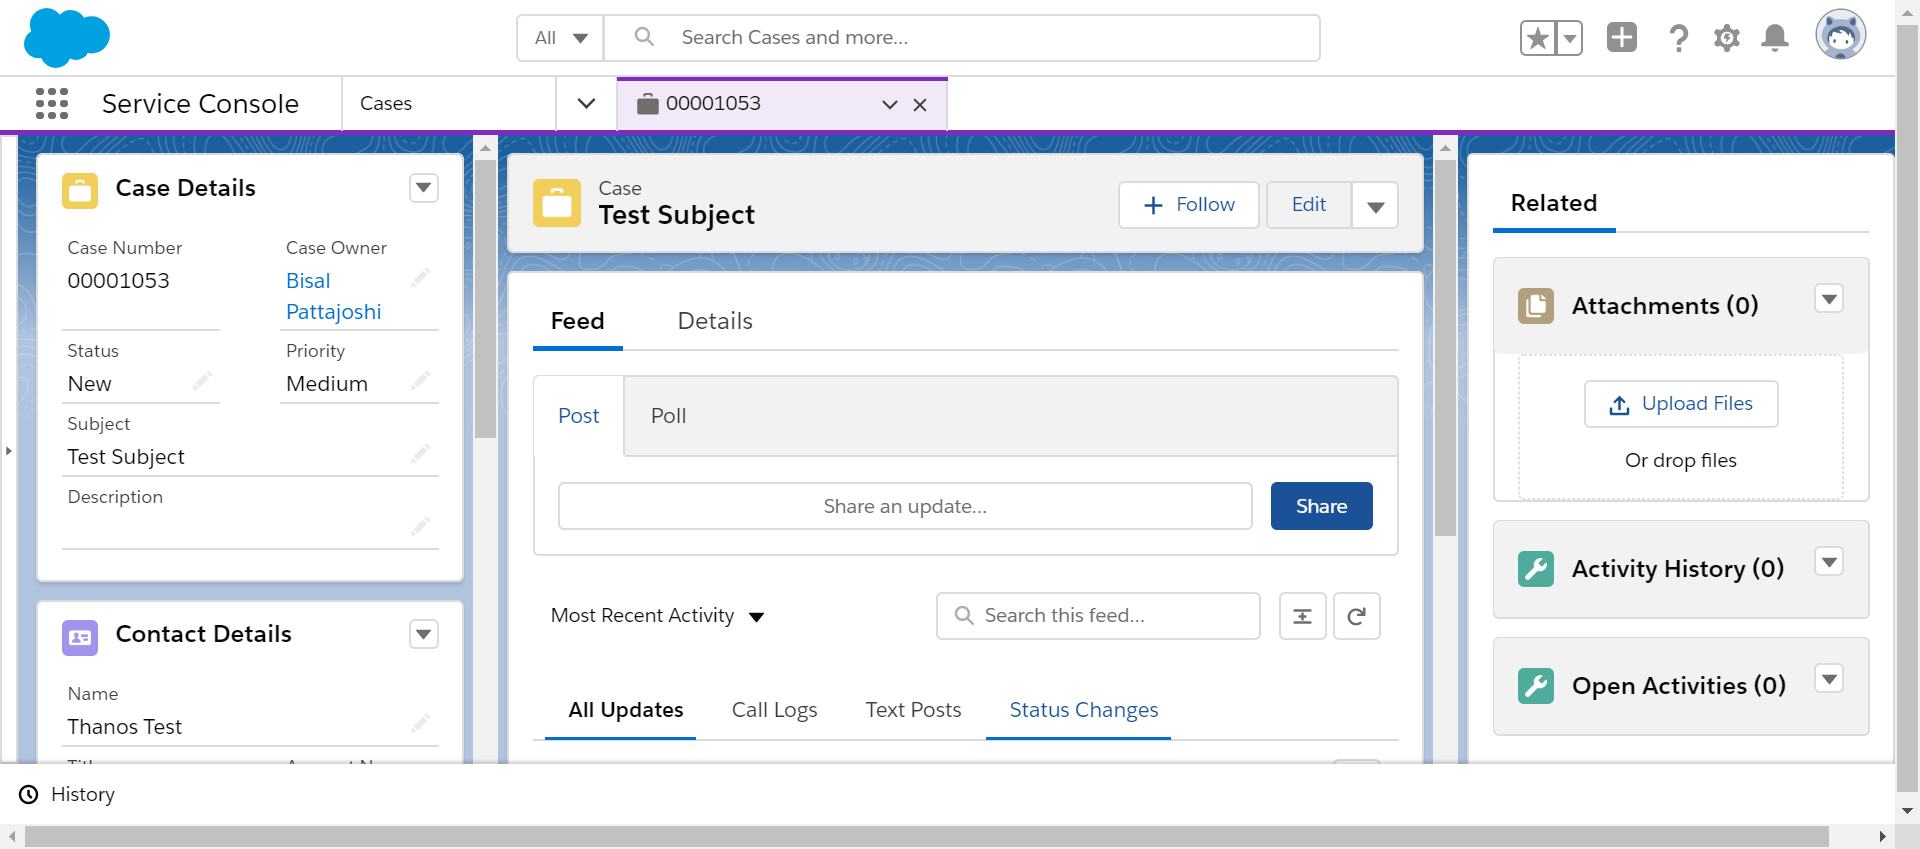 All
Search Cases and more...
Service Console
Cases
00001053
Case Details
Case Number
00001053
Case Owner
Bisal
Pattajoshi
Status
New
Priority
Medium
Subject
Test Subject
Description
Contact Details
Name
Thanos Test
Case
Test Subject
Follow
Edit
Feed
Details
Post
Poll
Share an update...
Share
Most Recent Activity
Search this feed...
All Updates
Call Logs
Text Posts
Status Changes
Related
Attachments (0)
Upload Files
Or drop files
Activity History (0)
Open Activities (0)
History